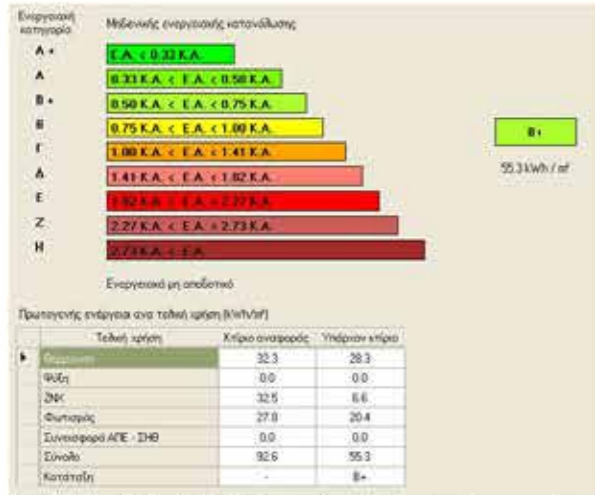 Ενεργειακή κατηγορία
Μηδενικής ενεργειακής κατανάλωσης
A + Ε.Α. < 0.33 Κ.Α.
A 0.33 Κ.Α. < Ε.Α. < 0.50 Κ.Α.
B + 0.50 Κ.Α. < Ε.Α. < 0.75 Κ.Α.
B 0.75 Κ.Α. < Ε.Α. < 1.00 Κ.Α.
Γ 1.00 Κ.Α. < Ε.Α. < 1.41 Κ.Α.
Δ 1.41 Κ.Α. < Ε.Α. < 1.82 Κ.Α.
Ε 1.82 Κ.Α. < Ε.Α. < 2.27 Κ.Α.
Ζ 2.27 Κ.Α. < Ε.Α. < 2.73 Κ.Α.
Η 2.73 Κ.Α. < Ε.Α.
B+
55.3 kWh / m²
Ενεργειακά μη αποδοτικό
Πρωτογενής ενέργεια ανα τελική χρήση (kWh/m²)
Τελική χρήση Κτίριο αναφοράς Υπάρχον κτίριο
Θέρμανση 32.3 28.3
Ψύξη 0.0 0.0
ΖΝΧ 32.5 6.6
Φωτισμός 27.8 20.4
Συνεισφορά ΑΠΕ - ΣΗΘ 0.0 0.0
Σύνολο 92.6 55.3
Κατάταξη - B+